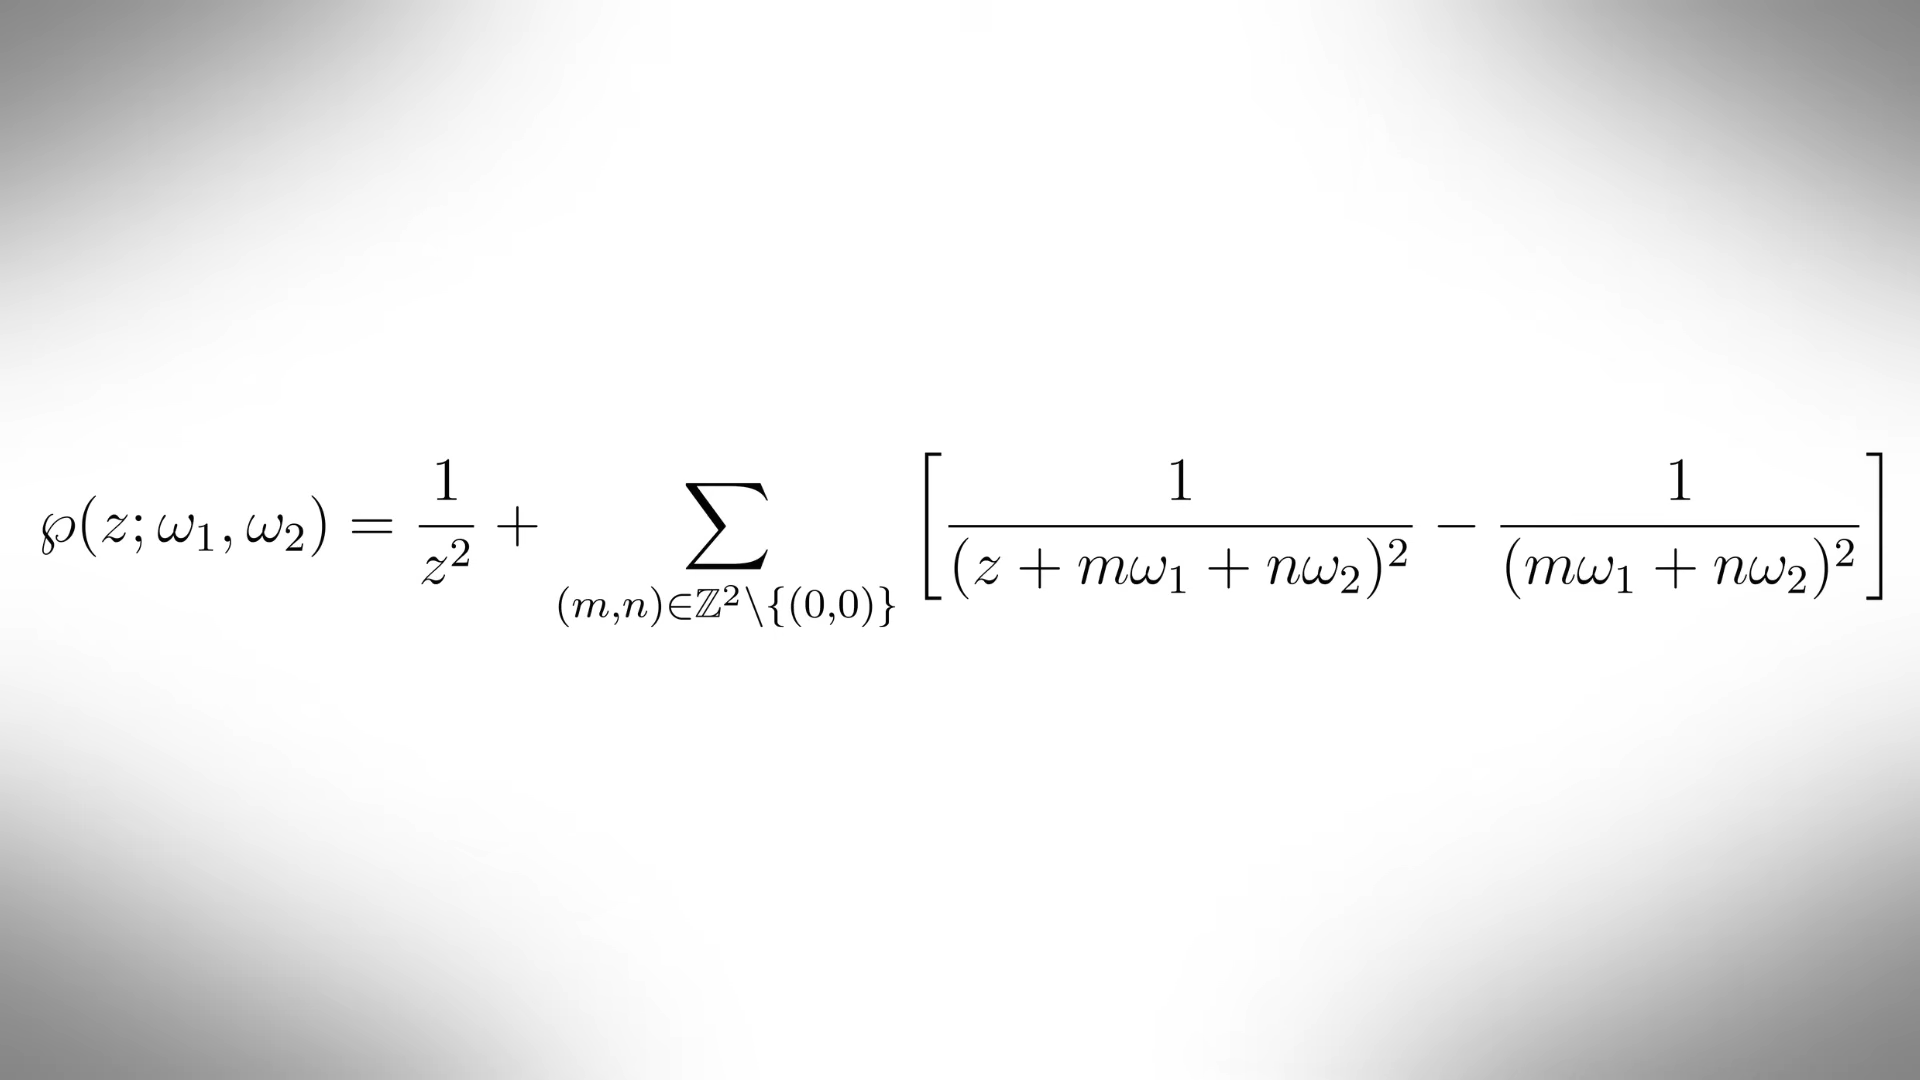 ℘(z; ω₁, ω₂) = 1/z² + ∑_{(m,n)∈ℤ²\{(0,0)}} [1/(z + mω₁ + nω₂)² − 1/(mω₁ + nω₂)²]